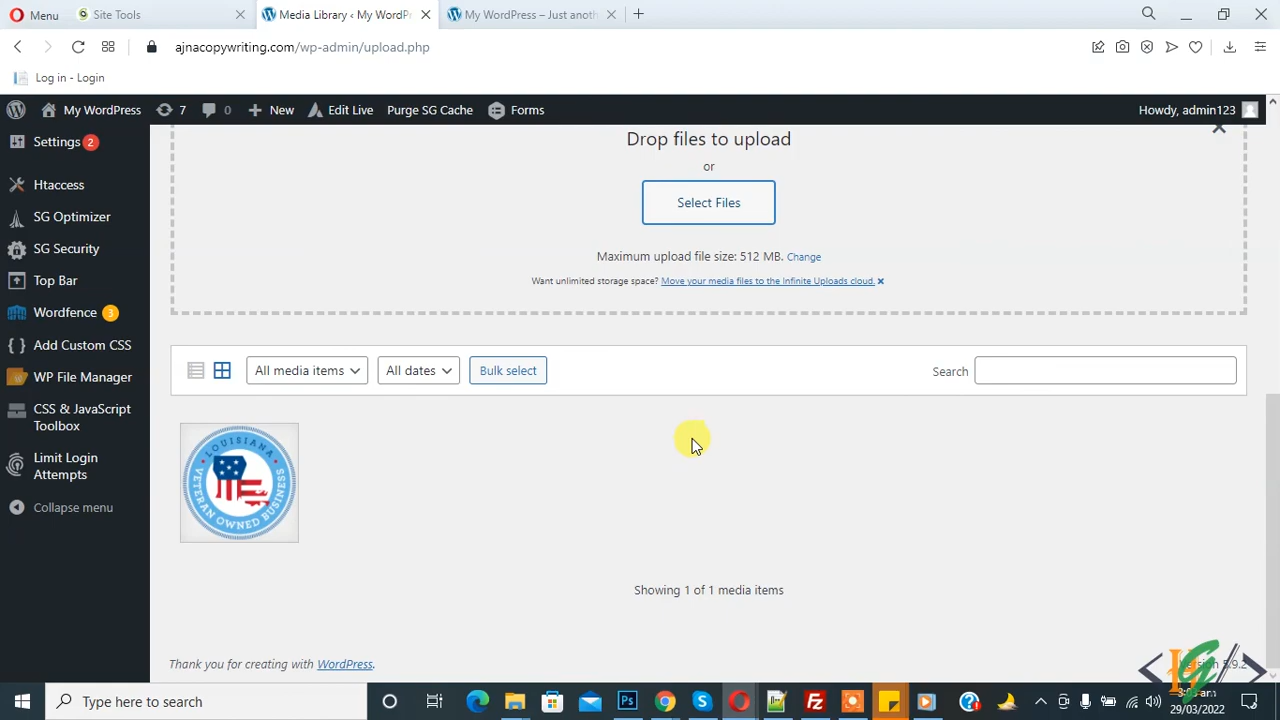 Menu
Site Tools
Media Library ‹ My WordPr
My WordPress – Just anot
ajnacopywriting.com/wp-admin/upload.php
Log in - Login
My WordPress
7
0
New
Edit Live
Purge SG Cache
Forms
Howdy, admin123
Settings 2
Htaccess
SG Optimizer
SG Security
Top Bar
Wordfence 3
Add Custom CSS
WP File Manager
CSS & JavaScript
Toolbox
Limit Login
Attempts
Collapse menu
Drop files to upload
or
Select Files
Maximum upload file size: 512 MB. Change
Want unlimited storage space? Move your media files to the Infinite Uploads cloud.
All media items
All dates
Bulk select
Search
LOUISIANA
VETERAN OWNED BUSINESS
Showing 1 of 1 media items
Thank you for creating with WordPress.
Type here to search
29/03/2022